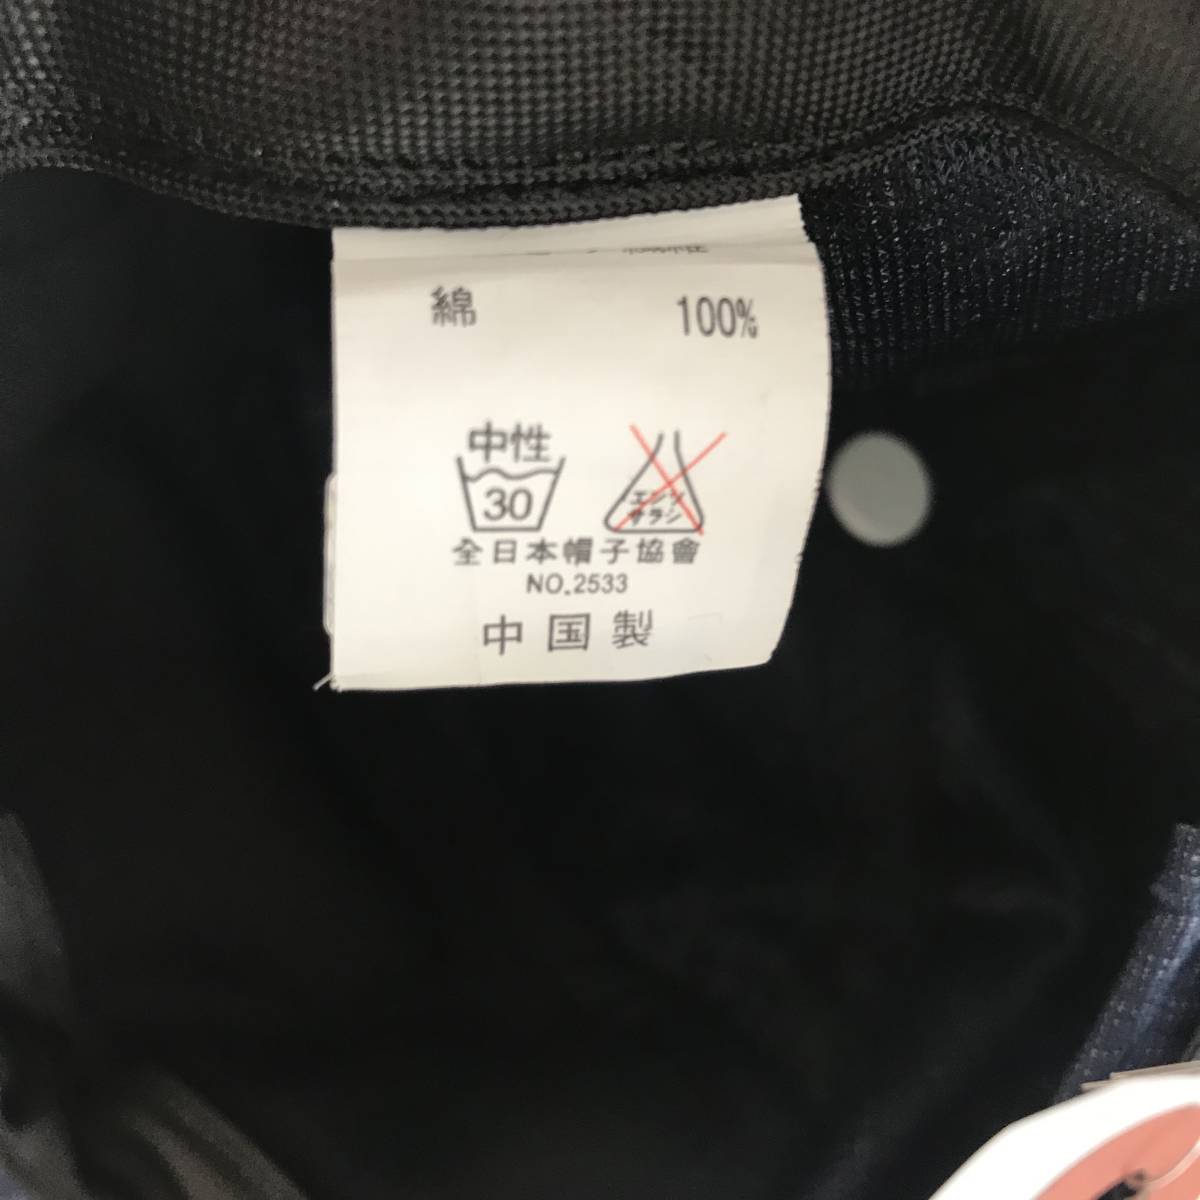 綿 100%
中性
30
エンソ
サラシ
全日本帽子協會
NO.2533
中国製